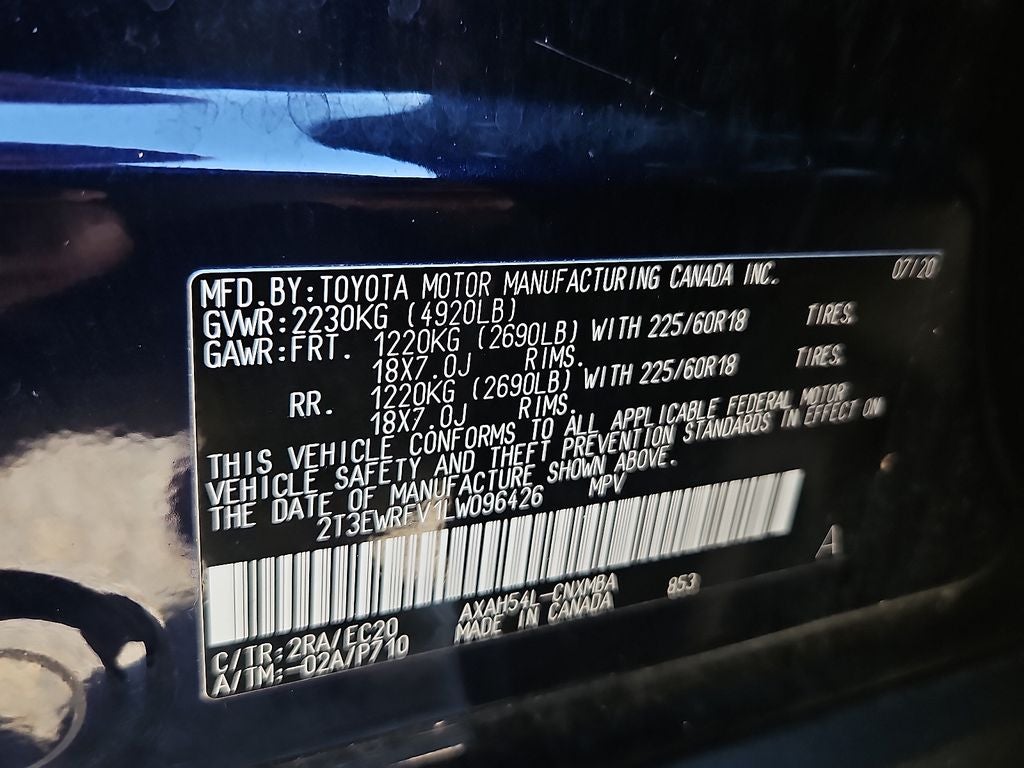 MFD.BY:TOYOTA MOTOR MANUFACTURING CANADA INC. 07/20
GVWR:2230KG (4920LB)
GAWR:FRT. 1220KG (2690LB) WITH 225/60R18 TIRES,
18X7.0J RIMS.
RR. 1220KG (2690LB) WITH 225/60R18 TIRES,
18X7.0J RIMS.
THIS VEHICLE CONFORMS TO ALL APPLICABLE FEDERAL MOTOR
VEHICLE SAFETY AND THEFT PREVENTION STANDARDS IN EFFECT ON
THE DATE OF MANUFACTURE SHOWN ABOVE.
2T3EWRFV1LW096426 MPV
A
AXAH54L-CNXMBA 853
C/TR:2RA/EC20 MADE IN CANADA
A/TM:-02A/P710